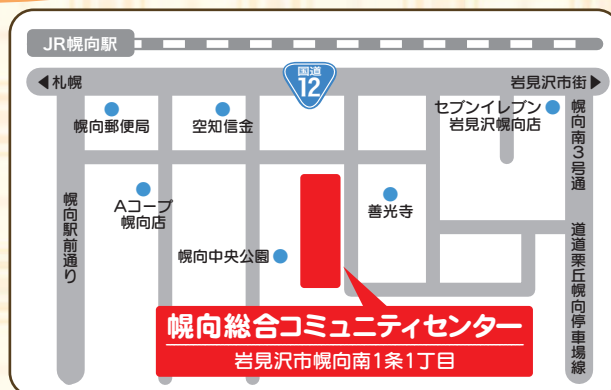 JR幌向駅
◀札幌
国道
12
岩見沢市街▶
幌向郵便局
空知信金
セブンイレブン
岩見沢幌向店
幌向南3号通
Aコープ
幌向店
善光寺
幌向駅前通り
幌向中央公園
道道栗丘幌向停車場線
幌向総合コミュニティセンター
岩見沢市幌向南1条1丁目